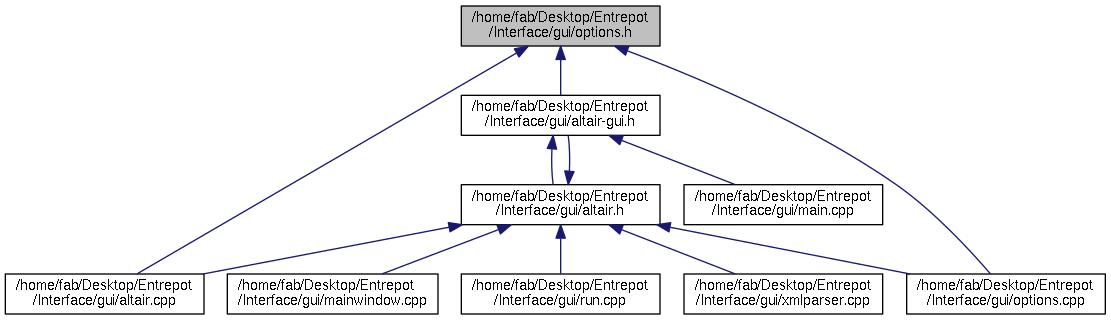 /home/fab/Desktop/Entrepot
/Interface/gui/options.h
/home/fab/Desktop/Entrepot
/Interface/gui/altair-gui.h
/home/fab/Desktop/Entrepot
/Interface/gui/altair.h
/home/fab/Desktop/Entrepot
/Interface/gui/main.cpp
/home/fab/Desktop/Entrepot
/Interface/gui/altair.cpp
/home/fab/Desktop/Entrepot
/Interface/gui/mainwindow.cpp
/home/fab/Desktop/Entrepot
/Interface/gui/run.cpp
/home/fab/Desktop/Entrepot
/Interface/gui/xmlparser.cpp
/home/fab/Desktop/Entrepot
/Interface/gui/options.cpp